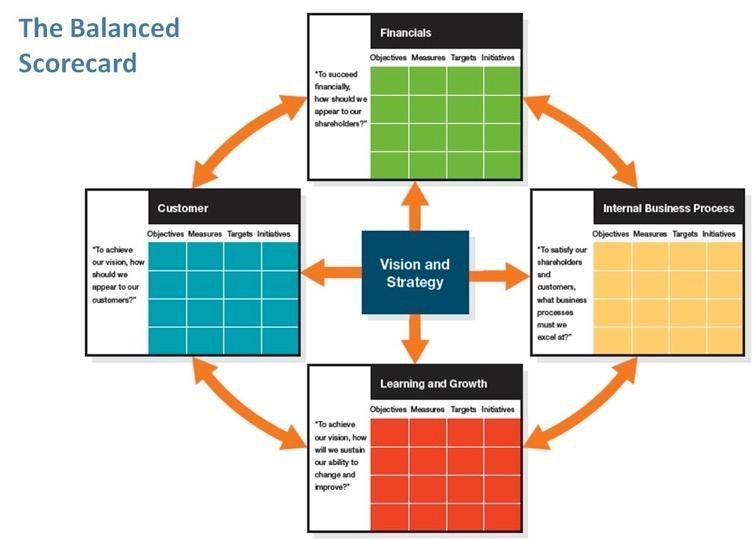 The Balanced
Scorecard
Financials
Objectives Measures Targets Initiatives
"To succeed
financially,
how should we
appear to our
shareholders?"
Customer
Objectives Measures Targets Initiatives
"To achieve
our vision, how
should we
appear to our
customers?"
Vision and
Strategy
Internal Business Process
Objectives Measures Targets Initiatives
"To satisfy our
shareholders
and
customers,
what business
processes
must we
excel at?"
Learning and Growth
Objectives Measures Targets Initiatives
"To achieve
our vision, how
will we sustain
our ability to
change and
improve?"